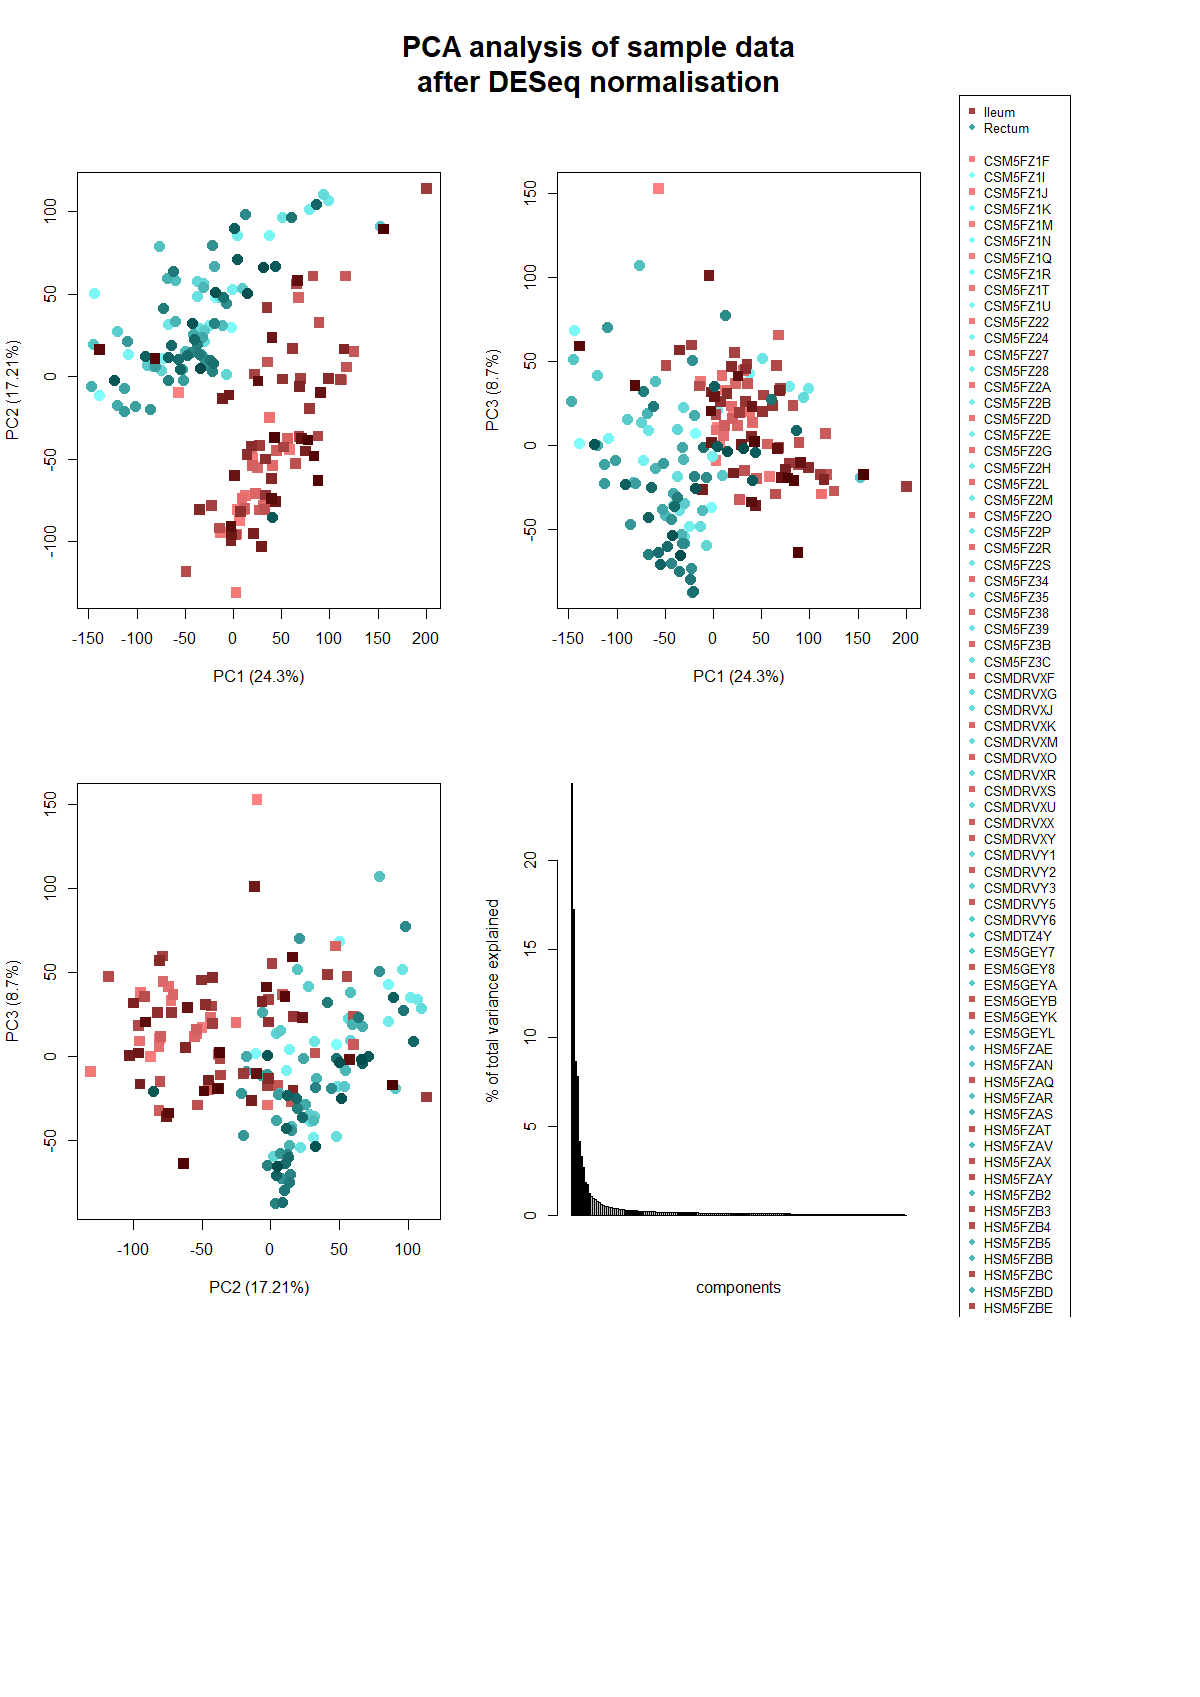 PCA analysis of sample data
after DESeq normalisation
PC2 (17.21%)
100
50
0
-50
-100
-150
-100
-50
0
50
100
150
200
PC1 (24.3%)
PC3 (8.7%)
150
100
50
0
-50
-150
-100
-50
0
50
100
150
200
PC1 (24.3%)
PC3 (8.7%)
150
100
50
0
-50
-100
-50
0
50
100
PC2 (17.21%)
% of total variance explained
20
15
10
5
0
components
Ileum
Rectum
CSM5FZ1F
CSM5FZ1I
CSM5FZ1J
CSM5FZ1K
CSM5FZ1M
CSM5FZ1N
CSM5FZ1Q
CSM5FZ1R
CSM5FZ1T
CSM5FZ1U
CSM5FZ22
CSM5FZ24
CSM5FZ27
CSM5FZ28
CSM5FZ2A
CSM5FZ2B
CSM5FZ2D
CSM5FZ2E
CSM5FZ2G
CSM5FZ2H
CSM5FZ2L
CSM5FZ2M
CSM5FZ2O
CSM5FZ2P
CSM5FZ2R
CSM5FZ2S
CSM5FZ34
CSM5FZ35
CSM5FZ38
CSM5FZ39
CSM5FZ3B
CSM5FZ3C
CSMDRVXF
CSMDRVXG
CSMDRVXJ
CSMDRVXK
CSMDRVXM
CSMDRVXO
CSMDRVXR
CSMDRVXS
CSMDRVXU
CSMDRVXX
CSMDRVXY
CSMDRVY1
CSMDRVY2
CSMDRVY3
CSMDRVY5
CSMDRVY6
CSMDTZ4Y
ESM5GEY7
ESM5GEY8
ESM5GEYA
ESM5GEYB
ESM5GEYK
ESM5GEYL
HSM5FZAE
HSM5FZAN
HSM5FZAQ
HSM5FZAR
HSM5FZAS
HSM5FZAT
HSM5FZAV
HSM5FZAX
HSM5FZAY
HSM5FZB2
HSM5FZB3
HSM5FZB4
HSM5FZB5
HSM5FZBB
HSM5FZBC
HSM5FZBD
HSM5FZBE